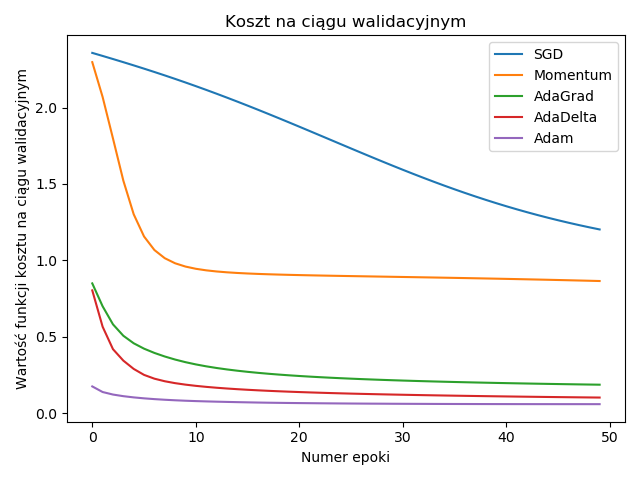 Koszt na ciągu walidacyjnym
Wartość funkcji kosztu na ciągu walidacyjnym
2.0
1.5
1.0
0.5
0.0
SGD
Momentum
AdaGrad
AdaDelta
Adam
0 10 20 30 40 50
Numer epoki